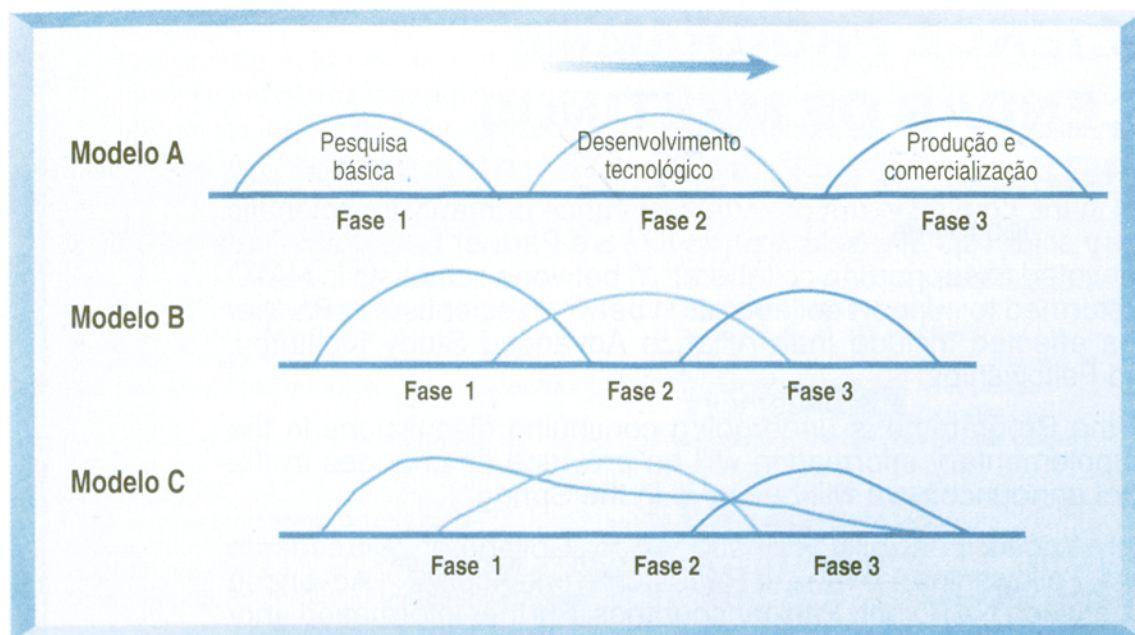 Modelo A
Pesquisa
básica
Desenvolvimento
tecnológico
Produção e
comercialização
Fase 1
Fase 2
Fase 3
Modelo B
Fase 1
Fase 2
Fase 3
Modelo C
Fase 1
Fase 2
Fase 3